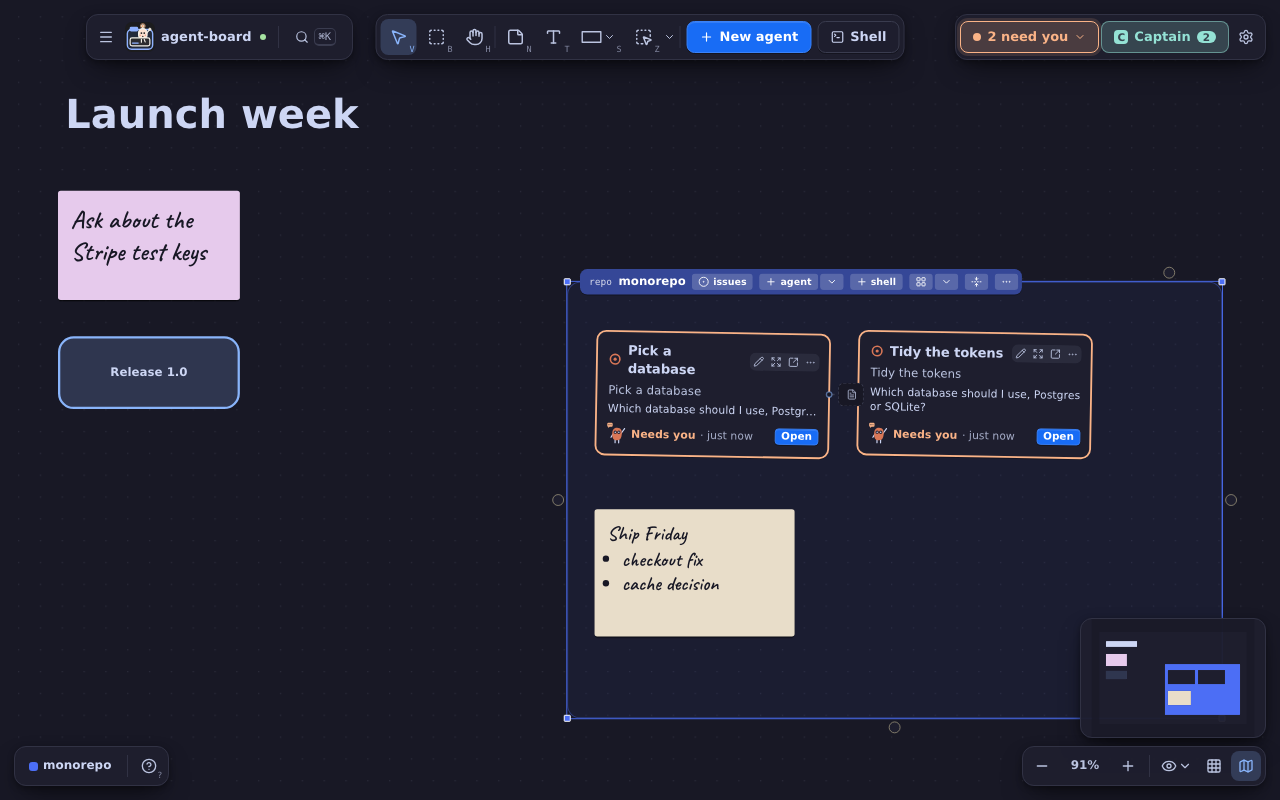 agent-board
⌘K
V
B
H
N
T
S
Z
+ New agent
Shell
2 need you
C Captain 2
Launch week
Ask about the
Stripe test keys
Release 1.0
repo monorepo issues + agent + shell
Pick a
database
Pick a database
Which database should I use, Postgr…
Needs you · just now Open
Tidy the tokens
Tidy the tokens
Which database should I use, Postgres
or SQLite?
Needs you · just now Open
Ship Friday
• checkout fix
• cache decision
monorepo
?
91%